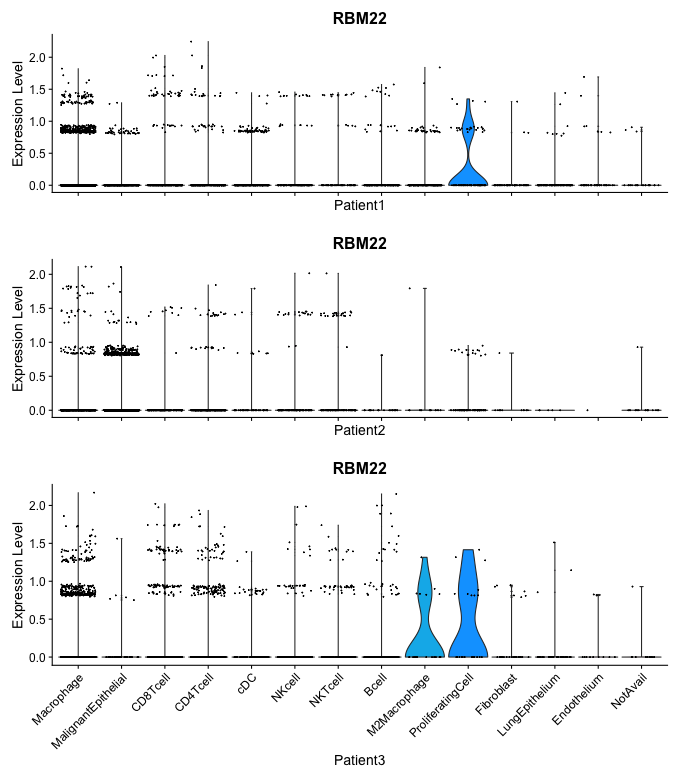 RBM22
Expression Level
2.0
1.5
1.0
0.5
0.0
Patient1
RBM22
Expression Level
2.0
1.5
1.0
0.5
0.0
Patient2
RBM22
Expression Level
2.0
1.5
1.0
0.5
0.0
Macrophage
MalignantEpithelial
CD8Tcell
CD4Tcell
cDC
NKcell
NKTcell
Bcell
M2Macrophage
ProliferatingCell
Fibroblast
LungEpithelium
Endothelium
NotAvail
Patient3